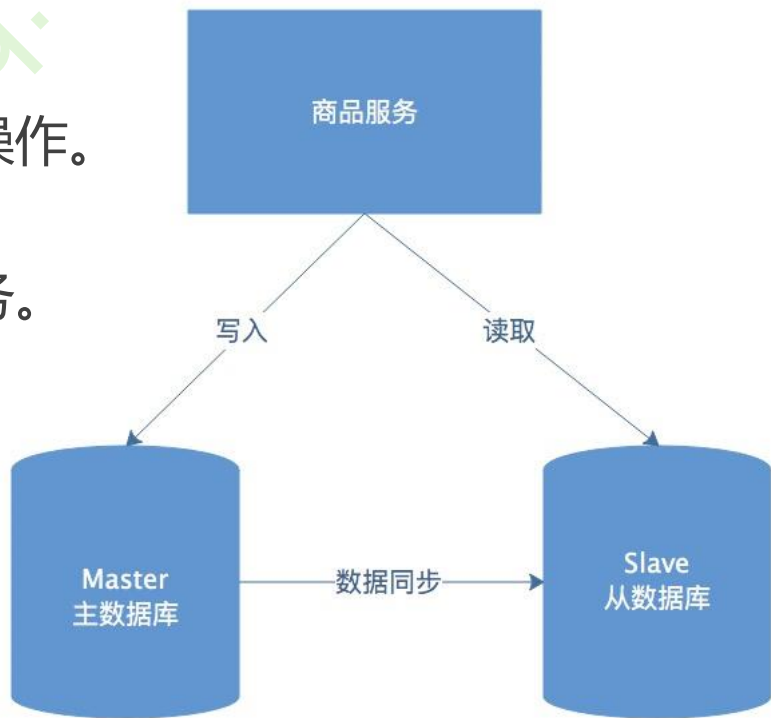 商品服务
操作。
务。
写入
读取
Master
主数据库
数据同步
Slave
从数据库